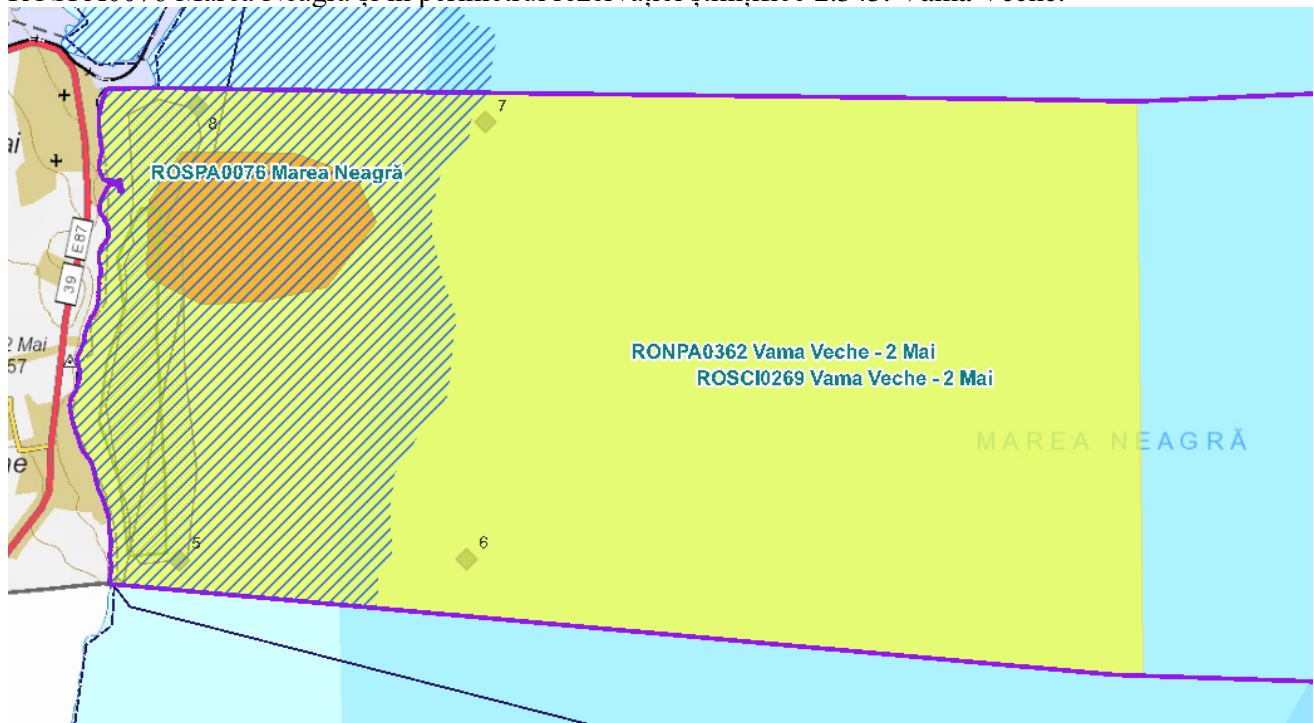 7
8
ROSPA0076 Marea Neagră
E87
39
2 Mai
57
RONPA0362 Vama Veche - 2 Mai
ROSCI0269 Vama Veche - 2 Mai
MAREA NEAGRĂ
5
6